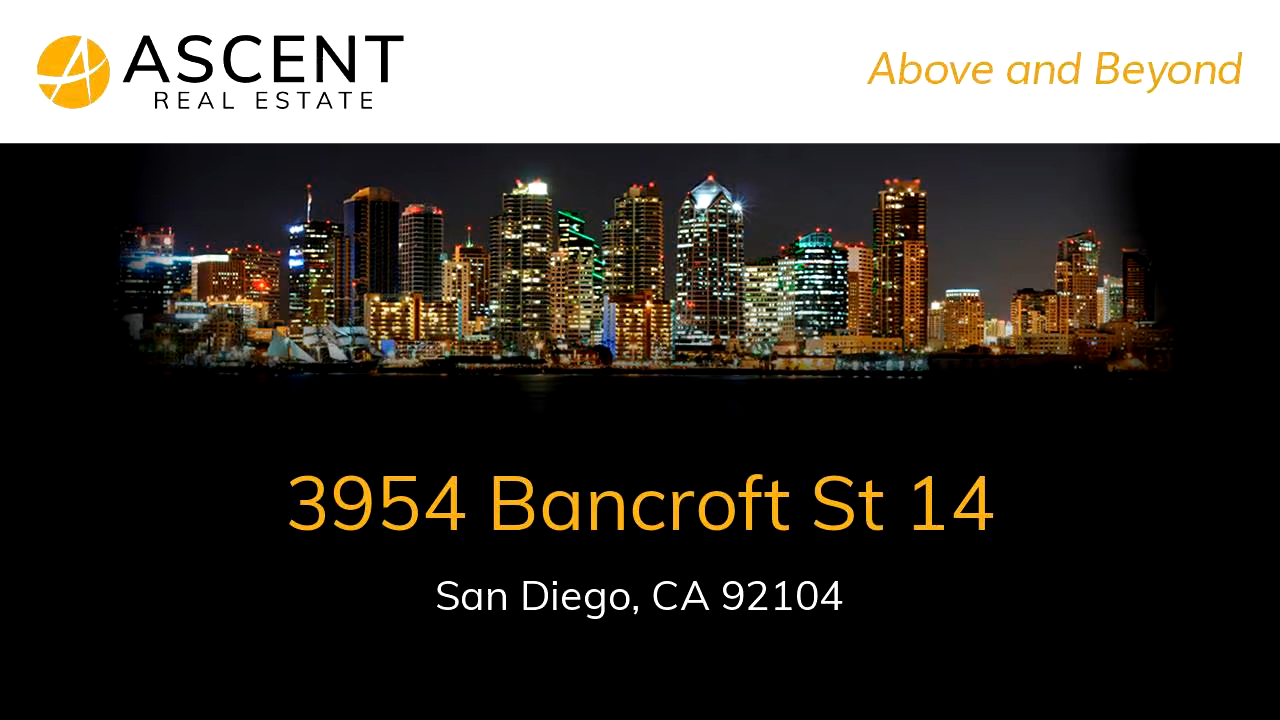 ASCENT
REAL ESTATE
Above and Beyond
3954 Bancroft St 14
San Diego, CA 92104